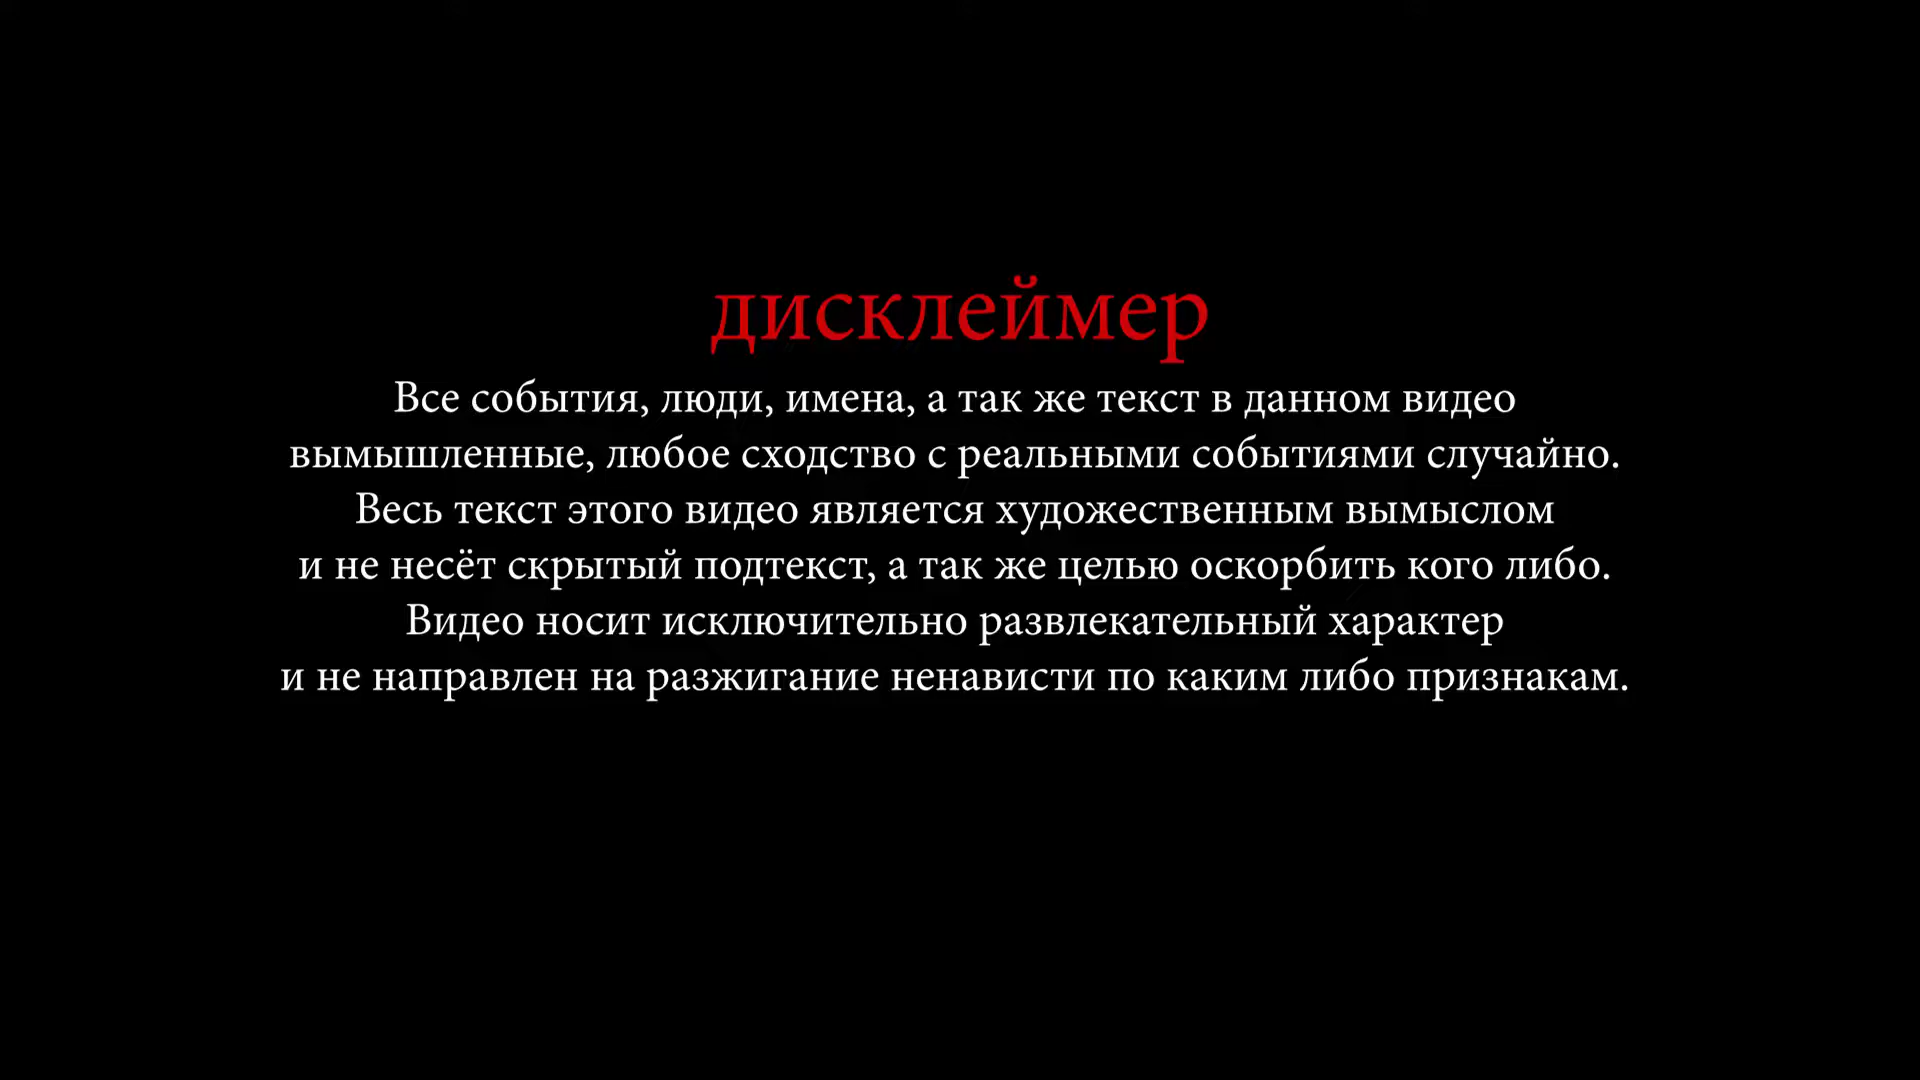 дисклеймер
Все события, люди, имена, а так же текст в данном видео
вымышленные, любое сходство с реальными событиями случайно.
Весь текст этого видео является художественным вымыслом
и не несёт скрытый подтекст, а так же целью оскорбить кого либо.
Видео носит исключительно развлекательный характер
и не направлен на разжигание ненависти по каким либо признакам.